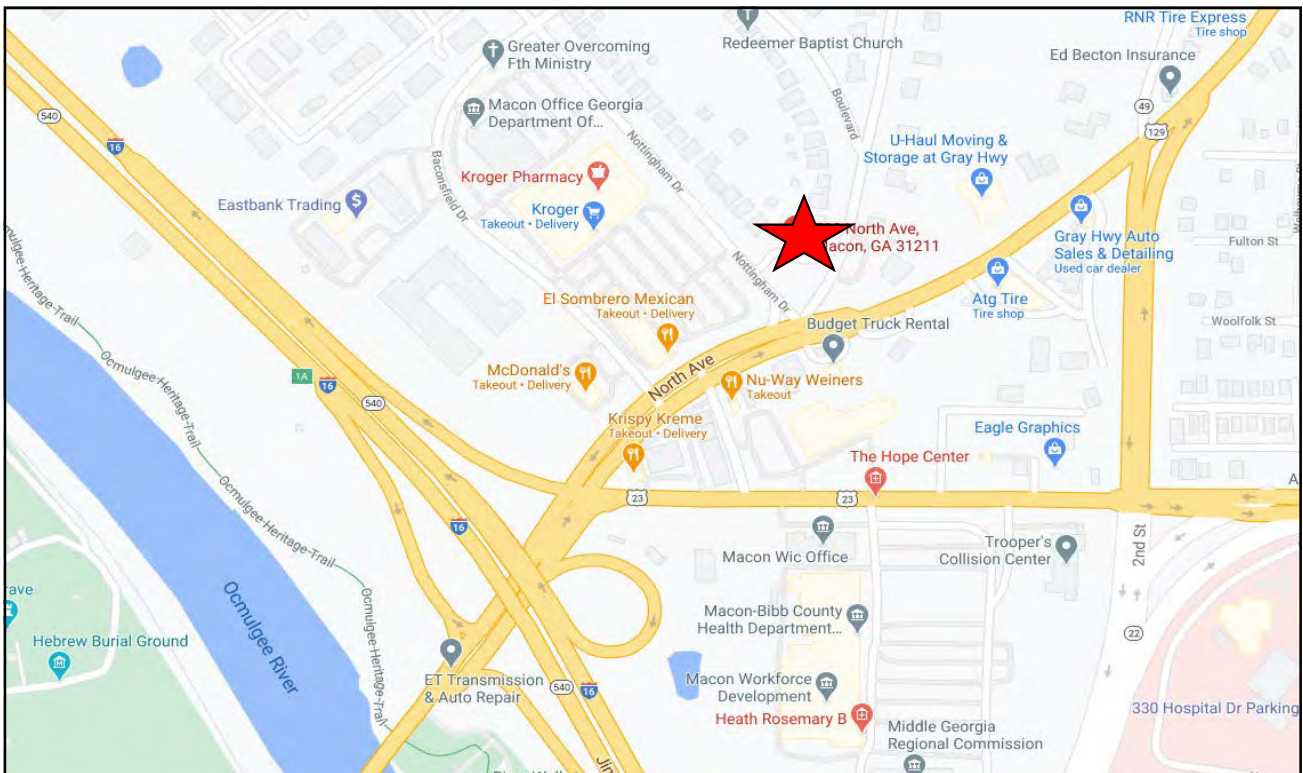 RNR Tire Express
Tire shop
Redeemer Baptist Church
Greater Overcoming
Fth Ministry
Ed Becton Insurance
540
16
Macon Office Georgia
Department Of...
49
129
Boulevard
Nottingham Dr
U-Haul Moving &
Storage at Gray Hwy
Baconsfield Dr
Kroger Pharmacy
Eastbank Trading
Kroger
Takeout • Delivery
North Ave,
acon, GA 31211
Gray Hwy Auto
Sales & Detailing
Used car dealer
Fulton St
Nottingham Dr
Ocmulgee-Heritage-Trail
El Sombrero Mexican
Takeout • Delivery
Atg Tire
Tire shop
Budget Truck Rental
Woolfolk St
McDonald's
Takeout • Delivery
North Ave
Nu-Way Weiners
Takeout
1A
16
540
Krispy Kreme
Takeout • Delivery
Eagle Graphics
The Hope Center
23
23
Ocmulgee-Heritage-Trail
16
Macon Wic Office
Trooper's
Collision Center
2nd St
Ocmulgee River
Ocmulgee-Heritage-Trail
rave
Hebrew Burial Ground
Macon-Bibb County
Health Department...
22
ET Transmission
& Auto Repair
540
16
Macon Workforce
Development
Heath Rosemary B
330 Hospital Dr Parking
Middle Georgia
Regional Commission